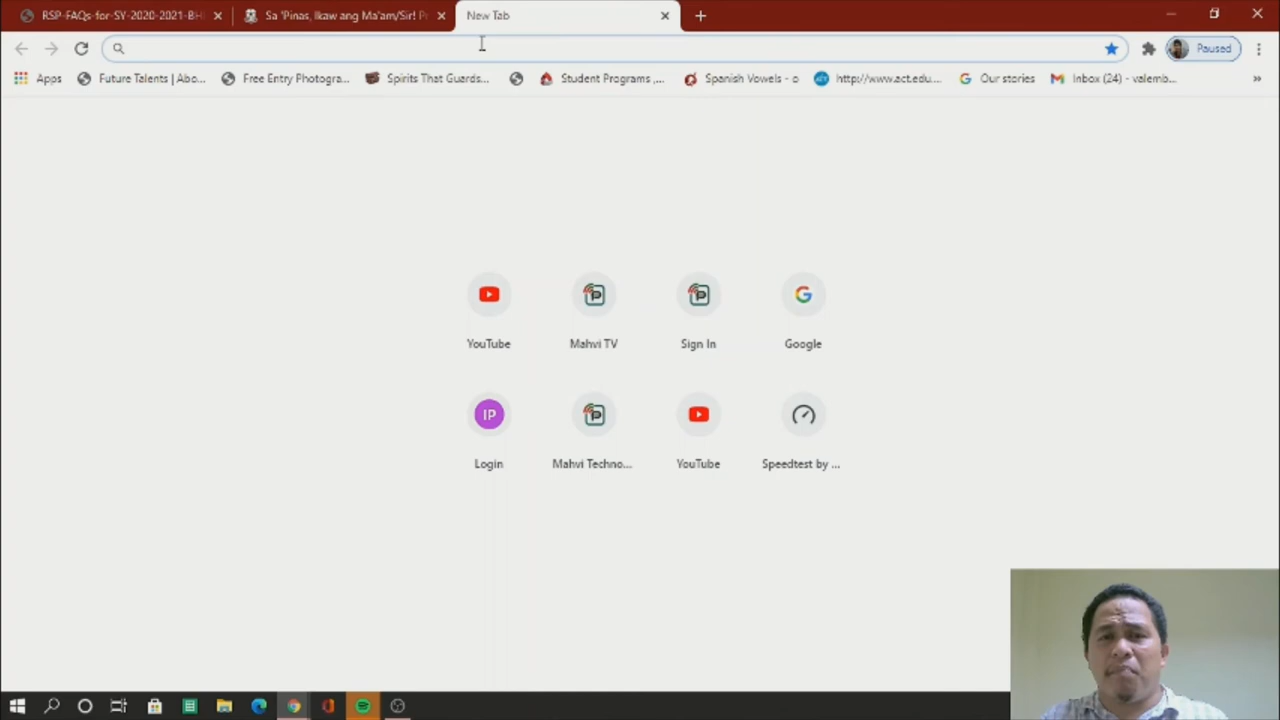 RSP-FAQs-for-SY-2020-2021-BHI
Sa 'Pinas, Ikaw ang Ma'am/Sir! Pr
New Tab
Paused
Apps
Future Talents | Abo...
Free Entry Photogra...
Spirits That Guards...
Student Programs ,...
Spanish Vowels - o
http://www.act.edu....
Our stories
Inbox (24) - valemb...
YouTube
Mahvi TV
Sign In
Google
IP
Login
Mahvi Techno...
YouTube
Speedtest by ...